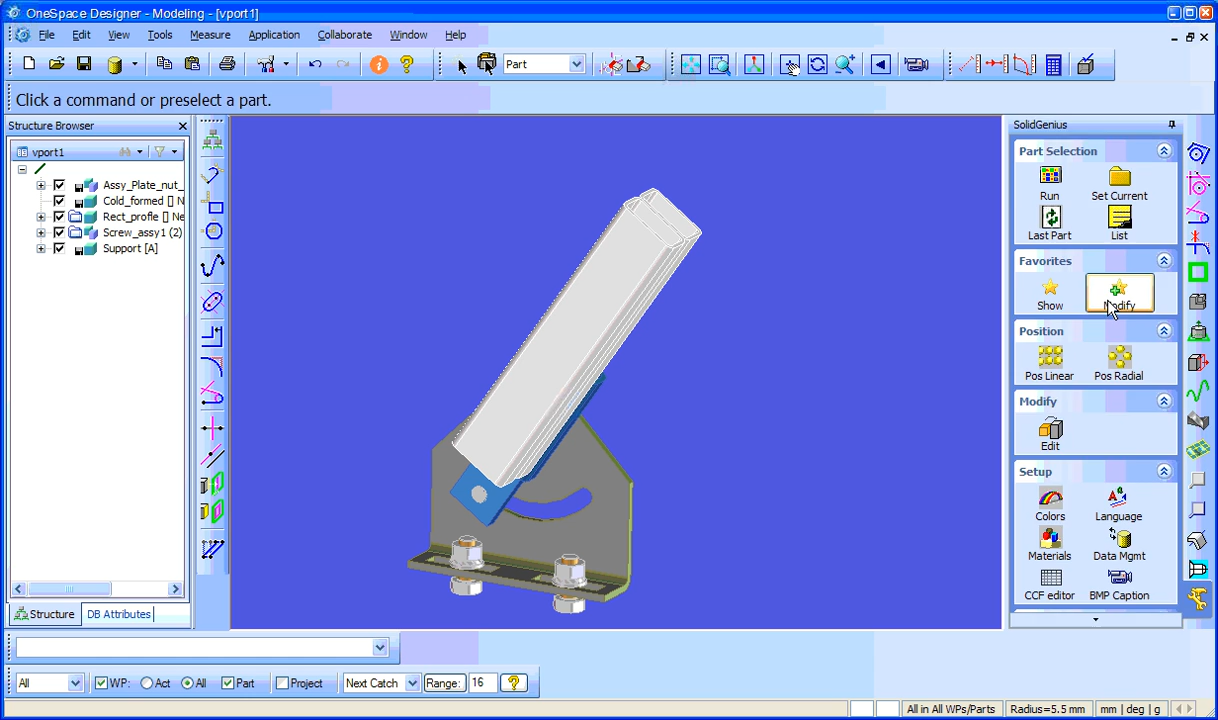 OneSpace Designer - Modeling - [vport1]
File Edit View Tools Measure Application Collaborate Window Help
Part
Click a command or preselect a part.
Structure Browser
vport1
Assy_Plate_nut_
Cold_formed [] N
Rect_profle [] Ne
Screw_assy1 (2)
Support [A]
Structure DB Attributes
SolidGenius
Part Selection
Run Set Current
Last Part List
Favorites
Show Modify
Position
Pos Linear Pos Radial
Modify
Edit
Setup
Colors Language
Materials Data Mgmt
CCF editor BMP Caption
All WP: Act All Part Project Next Catch Range: 16
All in All WPs/Parts Radius=5.5 mm mm | deg | g